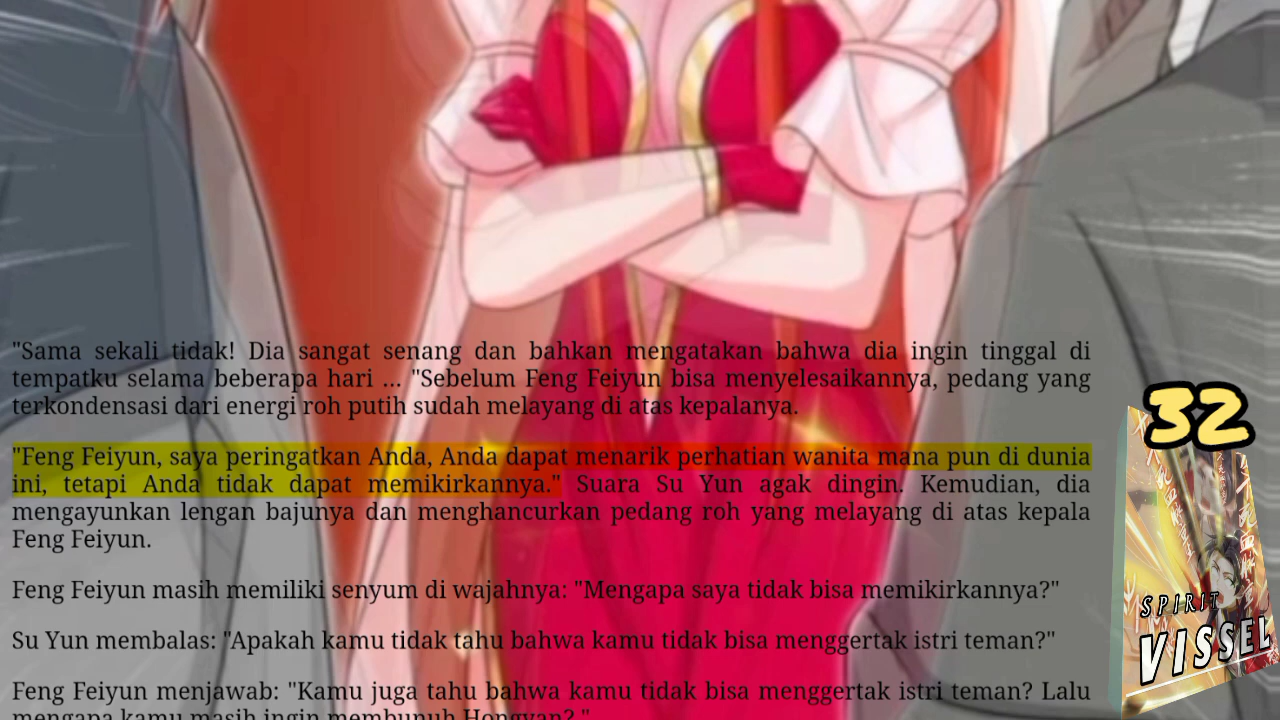 "Sama sekali tidak! Dia sangat senang dan bahkan mengatakan bahwa dia ingin tinggal di
tempatku selama beberapa hari ... "Sebelum Feng Feiyun bisa menyelesaikannya, pedang yang
terkondensasi dari energi roh putih sudah melayang di atas kepalanya.
"Feng Feiyun, saya peringatkan Anda, Anda dapat menarik perhatian wanita mana pun di dunia
ini, tetapi Anda tidak dapat memikirkannya." Suara Su Yun agak dingin. Kemudian, dia
mengayunkan lengan bajunya dan menghancurkan pedang roh yang melayang di atas kepala
Feng Feiyun.
Feng Feiyun masih memiliki senyum di wajahnya: "Mengapa saya tidak bisa memikirkannya?"
Su Yun membalas: "Apakah kamu tidak tahu bahwa kamu tidak bisa menggertak istri teman?"
Feng Feiyun menjawab: "Kamu juga tahu bahwa kamu tidak bisa menggertak istri teman? Lalu
mengapa kamu masih ingin membunuh Hongyan? "
32
SPIRIT
VISSEL